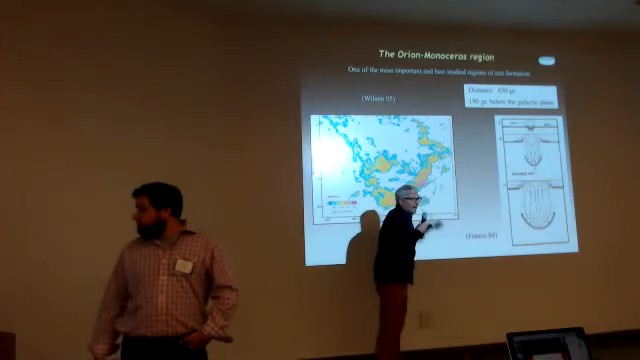 The Orion-Monoceros region
One of the most important and best studied regions of star formation
Distance: 450 pc
150 pc below the galactic plane
(Wilson 05)
(Franco 86)